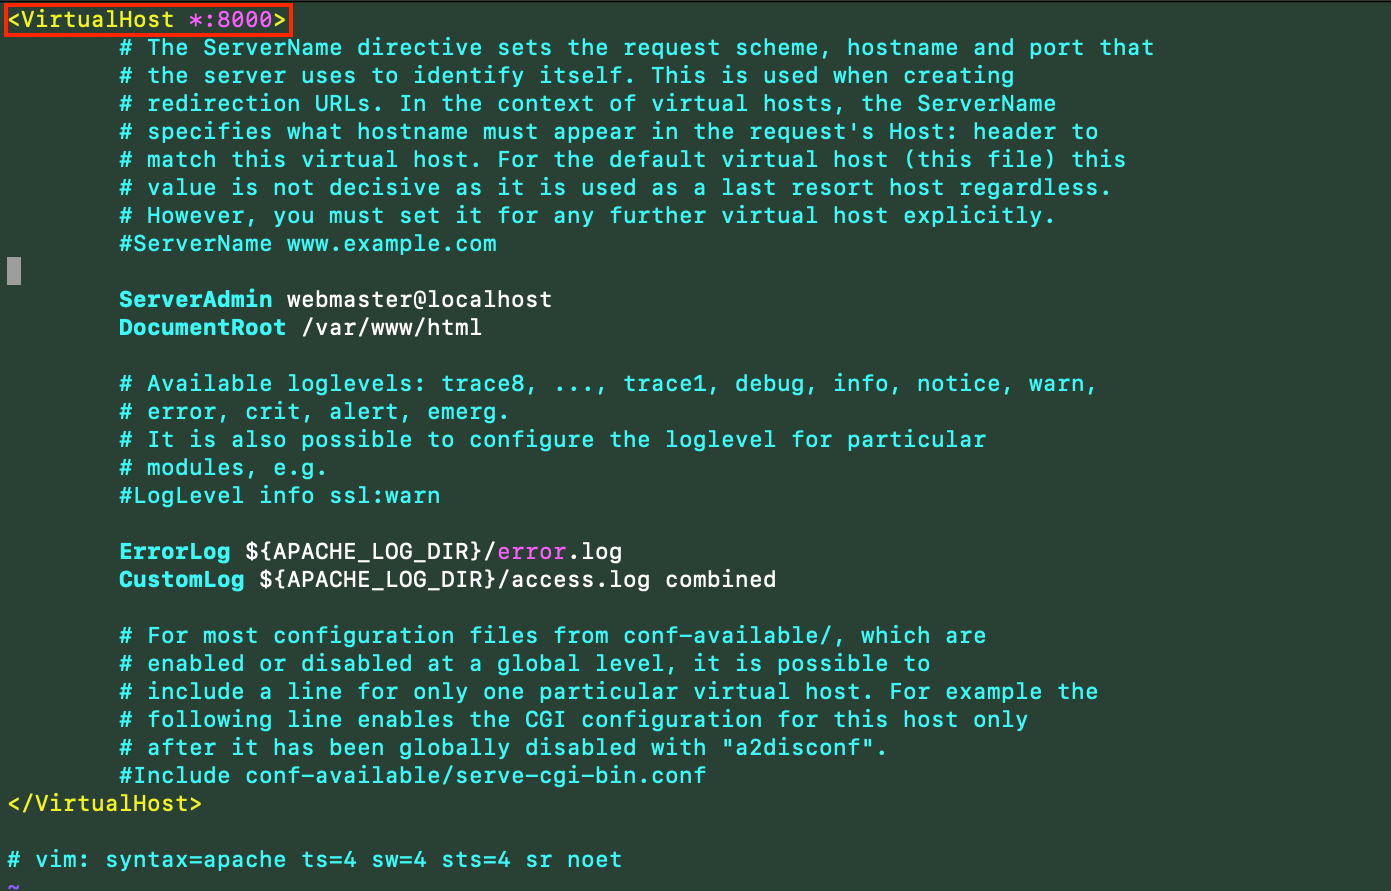 <VirtualHost *:8000>
# The ServerName directive sets the request scheme, hostname and port that
# the server uses to identify itself. This is used when creating
# redirection URLs. In the context of virtual hosts, the ServerName
# specifies what hostname must appear in the request's Host: header to
# match this virtual host. For the default virtual host (this file) this
# value is not decisive as it is used as a last resort host regardless.
# However, you must set it for any further virtual host explicitly.
#ServerName www.example.com
ServerAdmin webmaster@localhost
DocumentRoot /var/www/html
# Available loglevels: trace8, ..., trace1, debug, info, notice, warn,
# error, crit, alert, emerg.
# It is also possible to configure the loglevel for particular
# modules, e.g.
#LogLevel info ssl:warn
ErrorLog ${APACHE_LOG_DIR}/error.log
CustomLog ${APACHE_LOG_DIR}/access.log combined
# For most configuration files from conf-available/, which are
# enabled or disabled at a global level, it is possible to
# include a line for only one particular virtual host. For example the
# following line enables the CGI configuration for this host only
# after it has been globally disabled with "a2disconf".
#Include conf-available/serve-cgi-bin.conf
</VirtualHost>
# vim: syntax=apache ts=4 sw=4 sts=4 sr noet
~